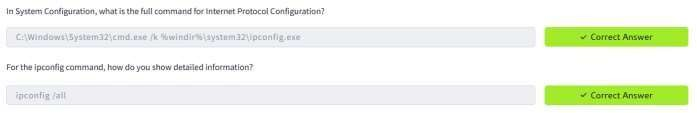 In System Configuration, what is the full command for Internet Protocol Configuration?
C:\Windows\System32\cmd.exe /k %windir%\system32\ipconfig.exe
✓ Correct Answer
For the ipconfig command, how do you show detailed information?
ipconfig /all
✓ Correct Answer